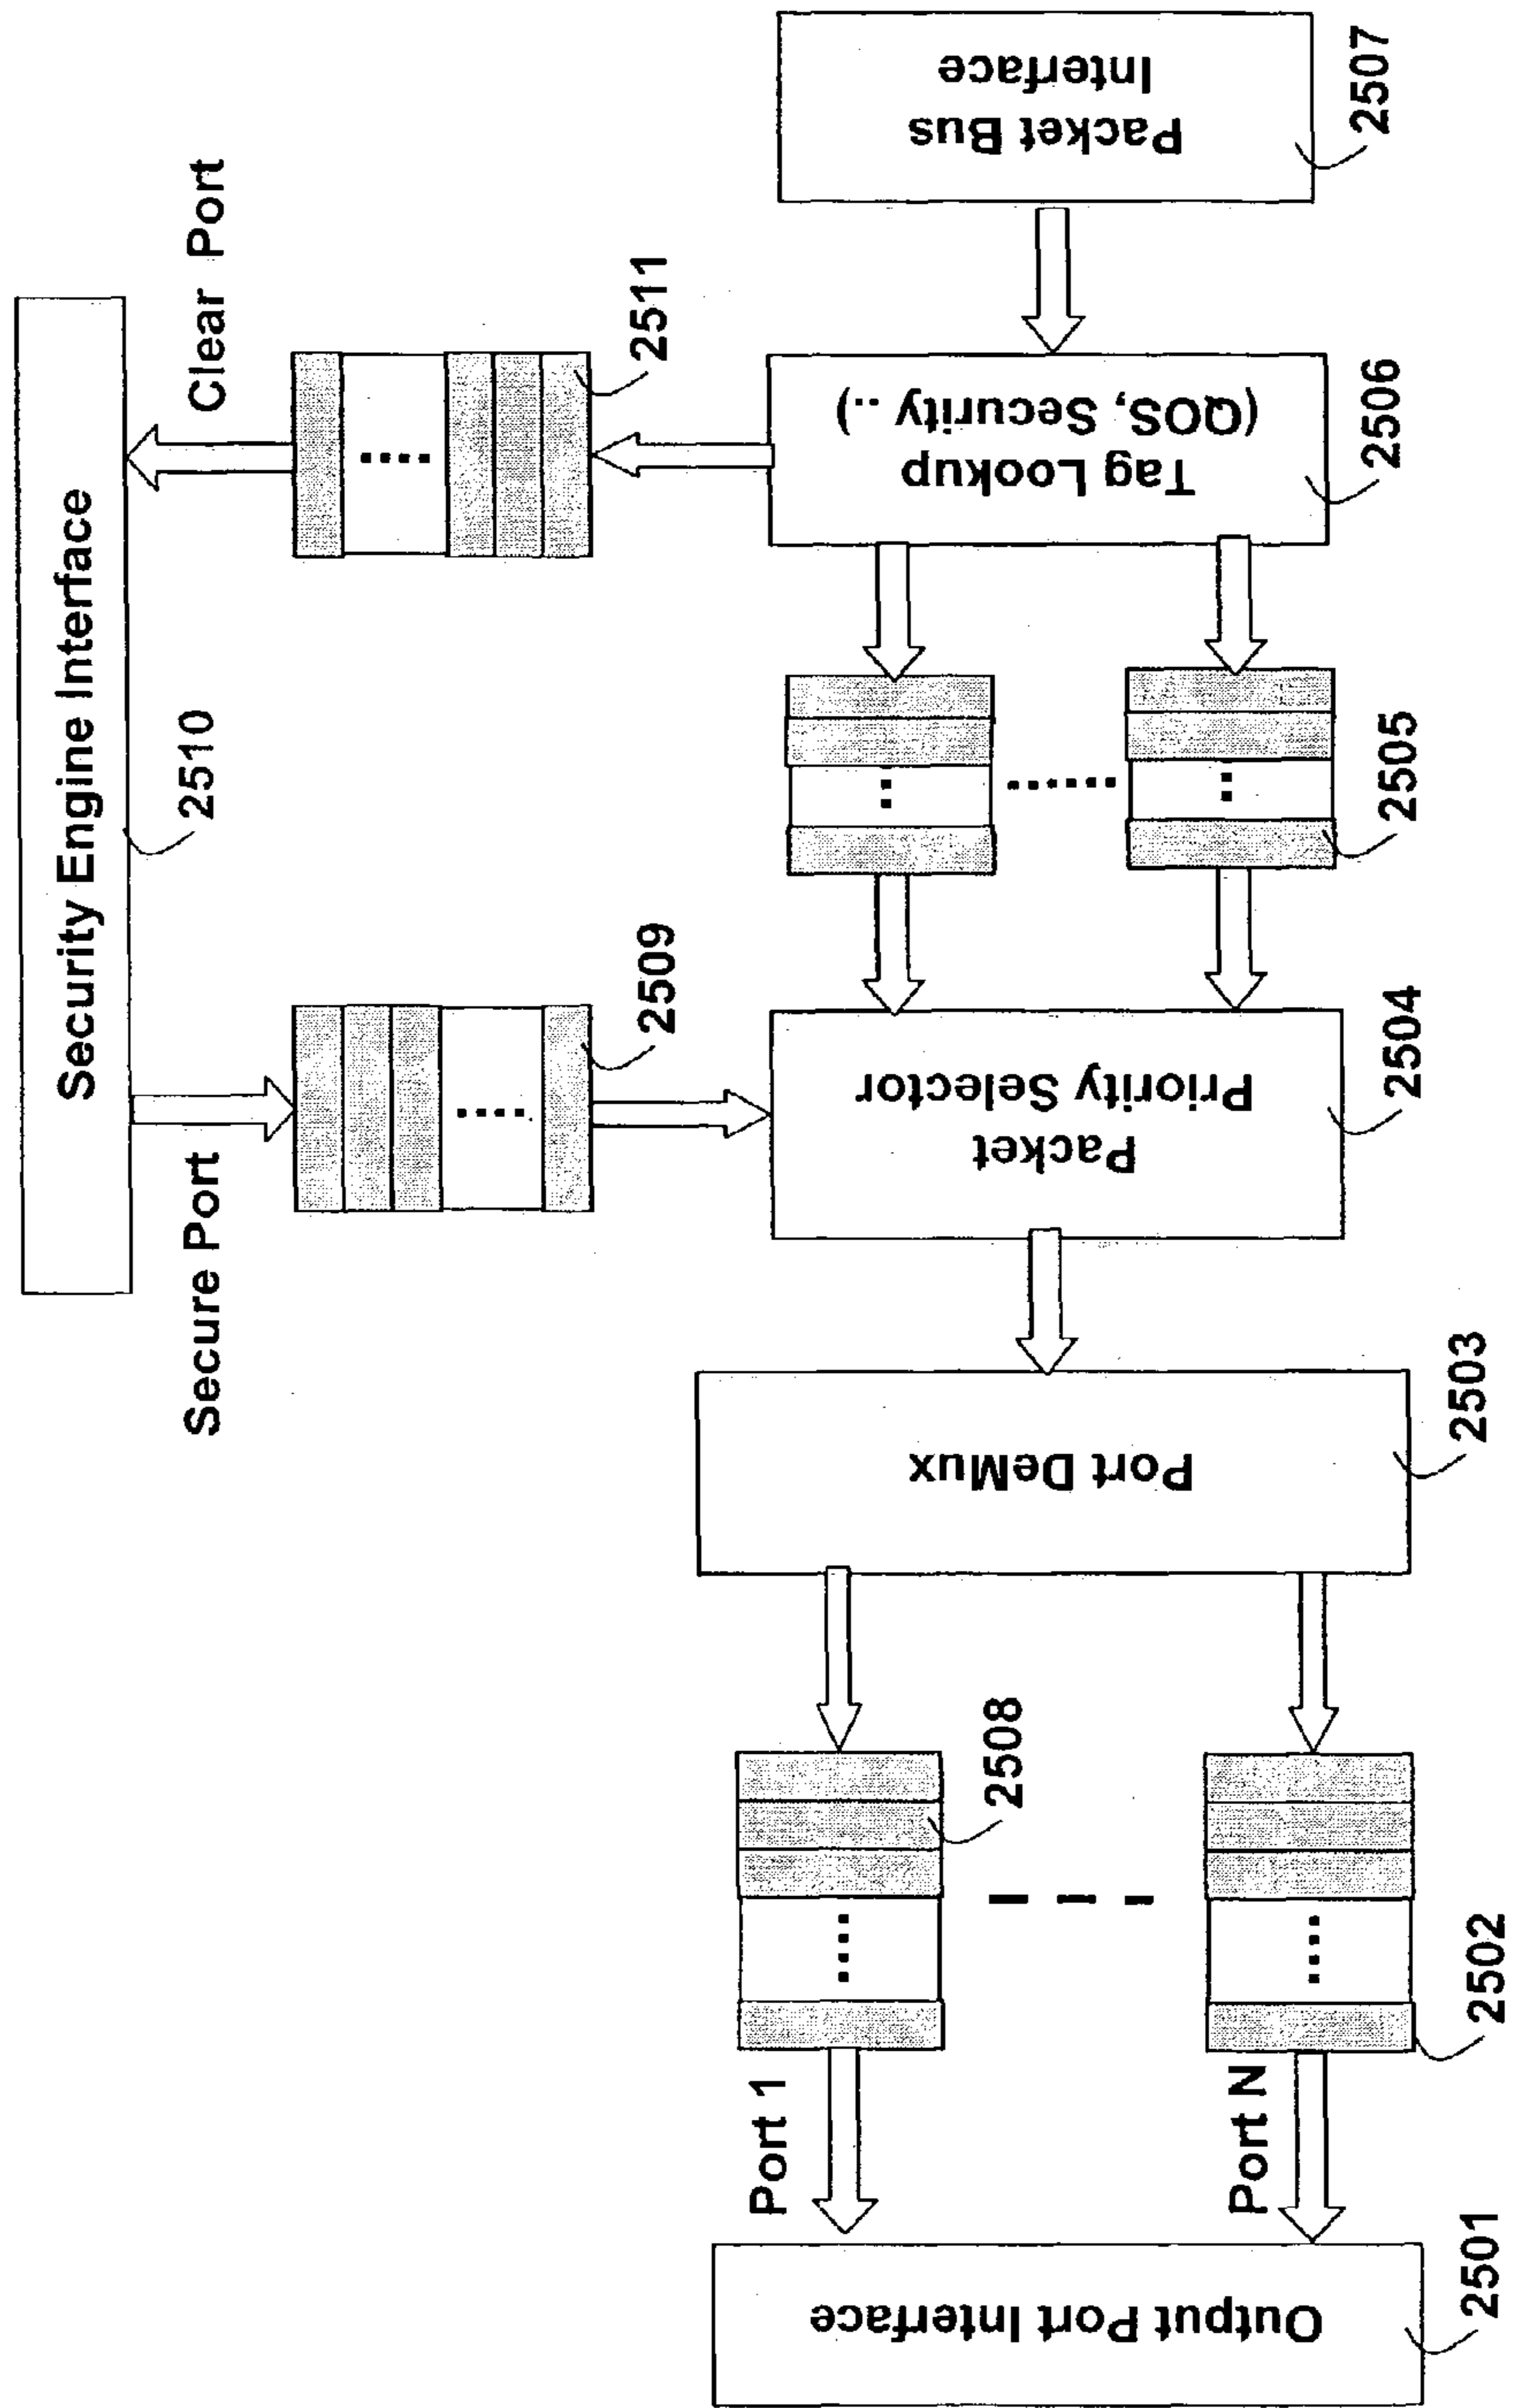 Security Engine Interface
2510
Secure Port
Clear Port
2509
2511
Output Port Interface
2501
Port 1
Port N
2508
2502
Port DeMux
2503
Packet
Priority Selector
2504
2505
Tag Lookup
(QOS, Security ..)
2506
Packet Bus
Interface
2507